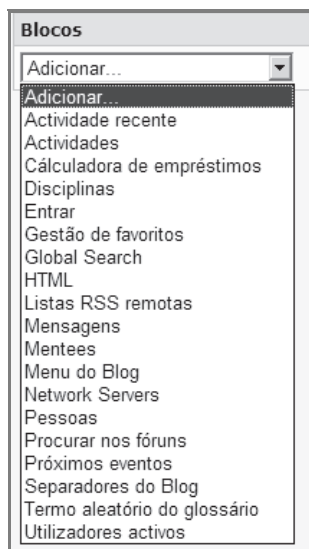 Blocos
Adicionar...
Adicionar...
Actividade recente
Actividades
Cálculadora de empréstimos
Disciplinas
Entrar
Gestão de favoritos
Global Search
HTML
Listas RSS remotas
Mensagens
Mentees
Menu do Blog
Network Servers
Pessoas
Procurar nos fóruns
Próximos eventos
Separadores do Blog
Termo aleatório do glossário
Utilizadores activos